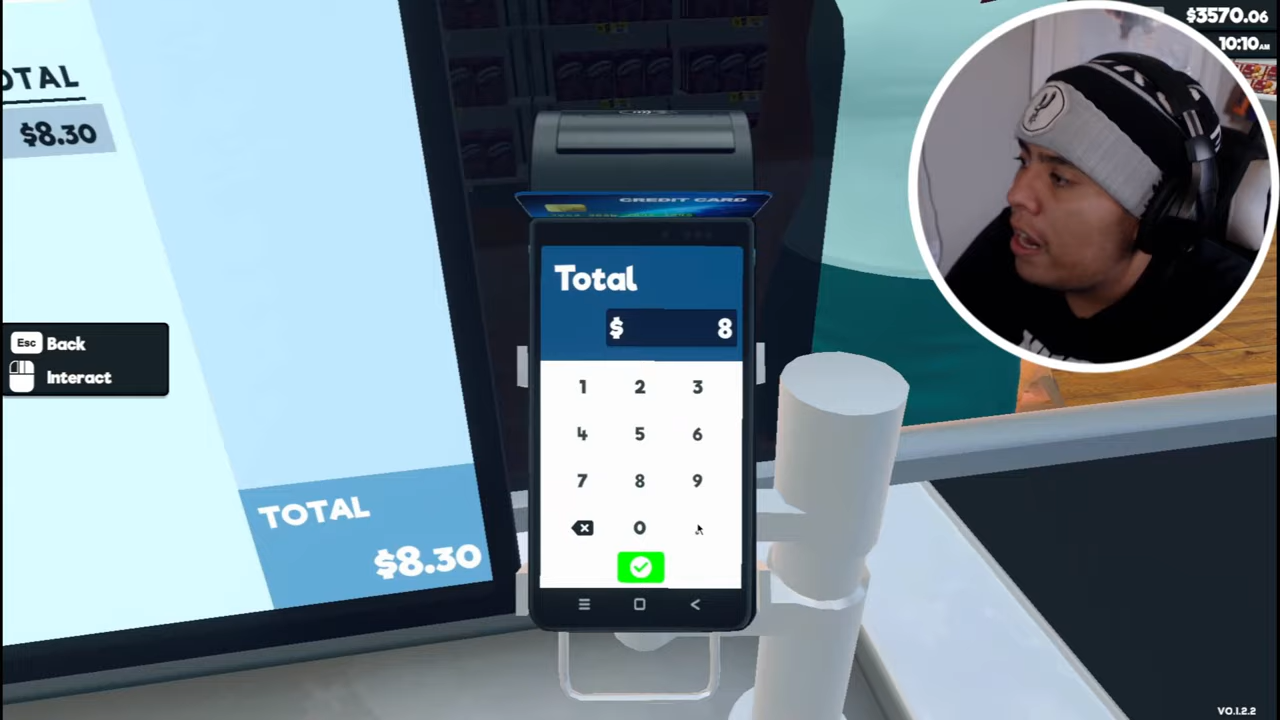 $3570.06
10:10AM
OTAL
$8.30
CREDIT CARD
Total
$ 8
Esc Back
Interact
1 2 3
4 5 6
7 8 9
0 .
TOTAL
$8.30
V0.1.2.2